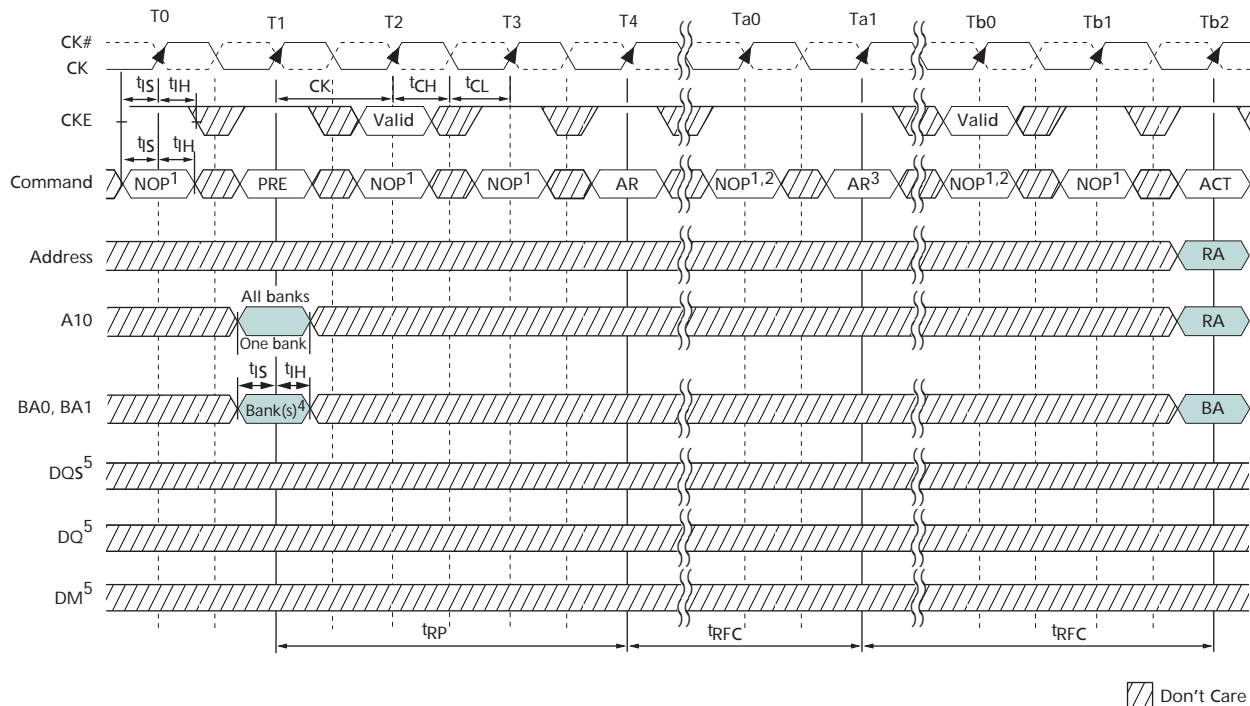 T0 T1 T2 T3 T4 Ta0 Ta1 Tb0 Tb1 Tb2
CK#
CK
tIS tIH CK tCH tCL
CKE Valid Valid
tIS tIH
Command NOP1 PRE NOP1 NOP1 AR NOP1,2 AR3 NOP1,2 NOP1 ACT
Address RA
All banks
A10 RA
One bank
tIS tIH
BA0, BA1 Bank(s)4 BA
DQS5
DQ5
DM5
tRP tRFC tRFC
Don't Care